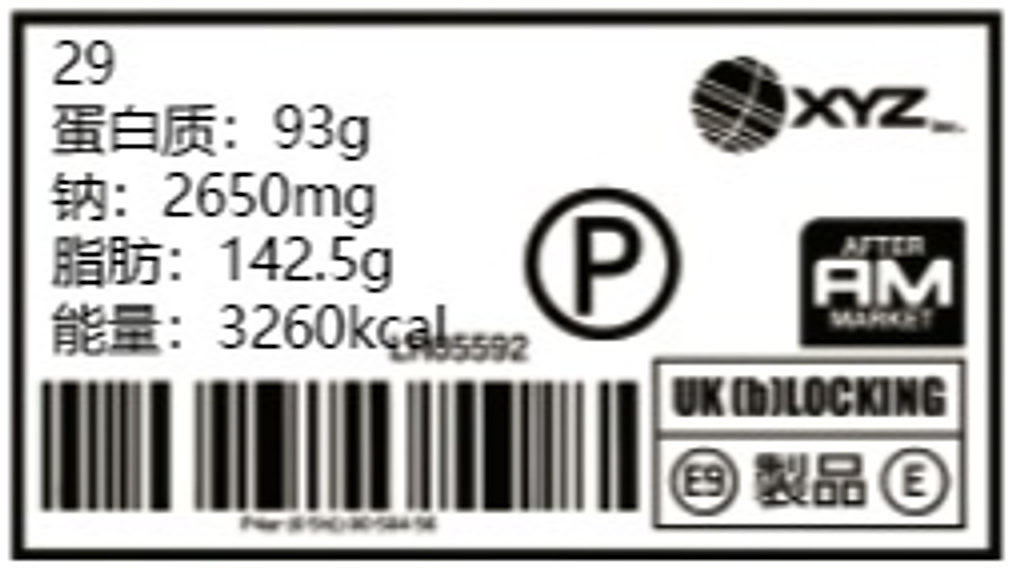 29
蛋白质：93g
钠：2650mg
脂肪：142.5g
能量：3260kcal
XYZ
P
AFTER
AM
MARKET
UK (b)LOCKING
E9 製品 E